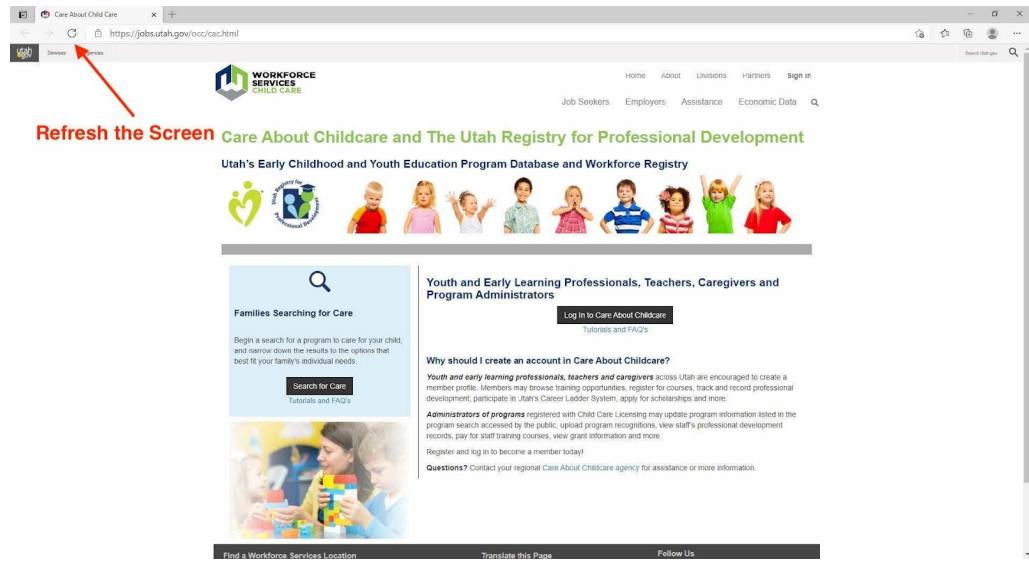 Care About Child Care
https://jobs.utah.gov/occ/cac.html
utah
gov
Services
Agencies
Search Utah.gov
WORKFORCE
SERVICES
CHILD CARE
Home About Divisions Partners Sign In
Job Seekers Employers Assistance Economic Data
Refresh the Screen
Care About Childcare and The Utah Registry for Professional Development
Utah's Early Childhood and Youth Education Program Database and Workforce Registry
Utah Registry for
Professional Development
Families Searching for Care
Begin a search for a program to care for your child,
and narrow down the results to the options that
best fit your family's individual needs.
Search for Care
Tutorials and FAQ's
Youth and Early Learning Professionals, Teachers, Caregivers and
Program Administrators
Log In to Care About Childcare
Tutorials and FAQ's
Why should I create an account in Care About Childcare?
Youth and early learning professionals, teachers and caregivers across Utah are encouraged to create a
member profile. Members may browse training opportunities, register for courses, track and record professional
development, participate in Utah's Career Ladder System, apply for scholarships and more.
Administrators of programs registered with Child Care Licensing may update program information listed in the
program search accessed by the public, upload program recognitions, view staff's professional development
records, pay for staff training courses, view grant information and more.
Register and log in to become a member today!
Questions? Contact your regional Care About Childcare agency for assistance or more information.
Find a Workforce Services Location
Translate this Page
Follow Us